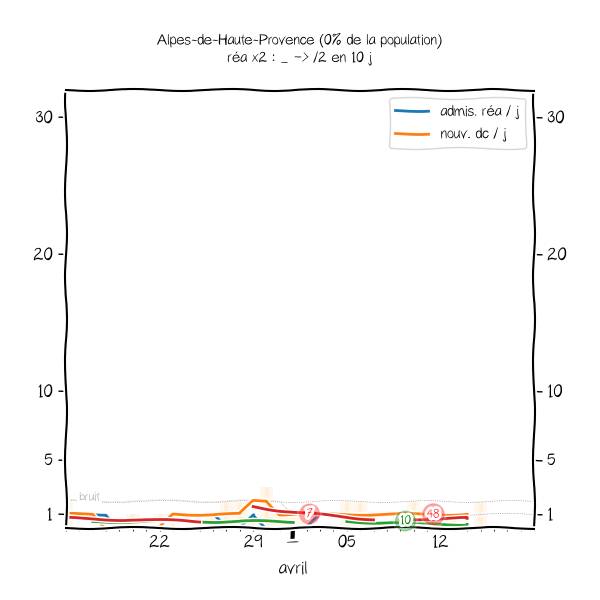 Alpes-de-Haute-Provence (0% de la population)
réa x2 : _ -> /2 en 10 j
admis. réa / j
nouv. dc / j
30 30
20 20
10 10
5 5
bruit
1 1
7 10 48
22 29 1 05 12
avril